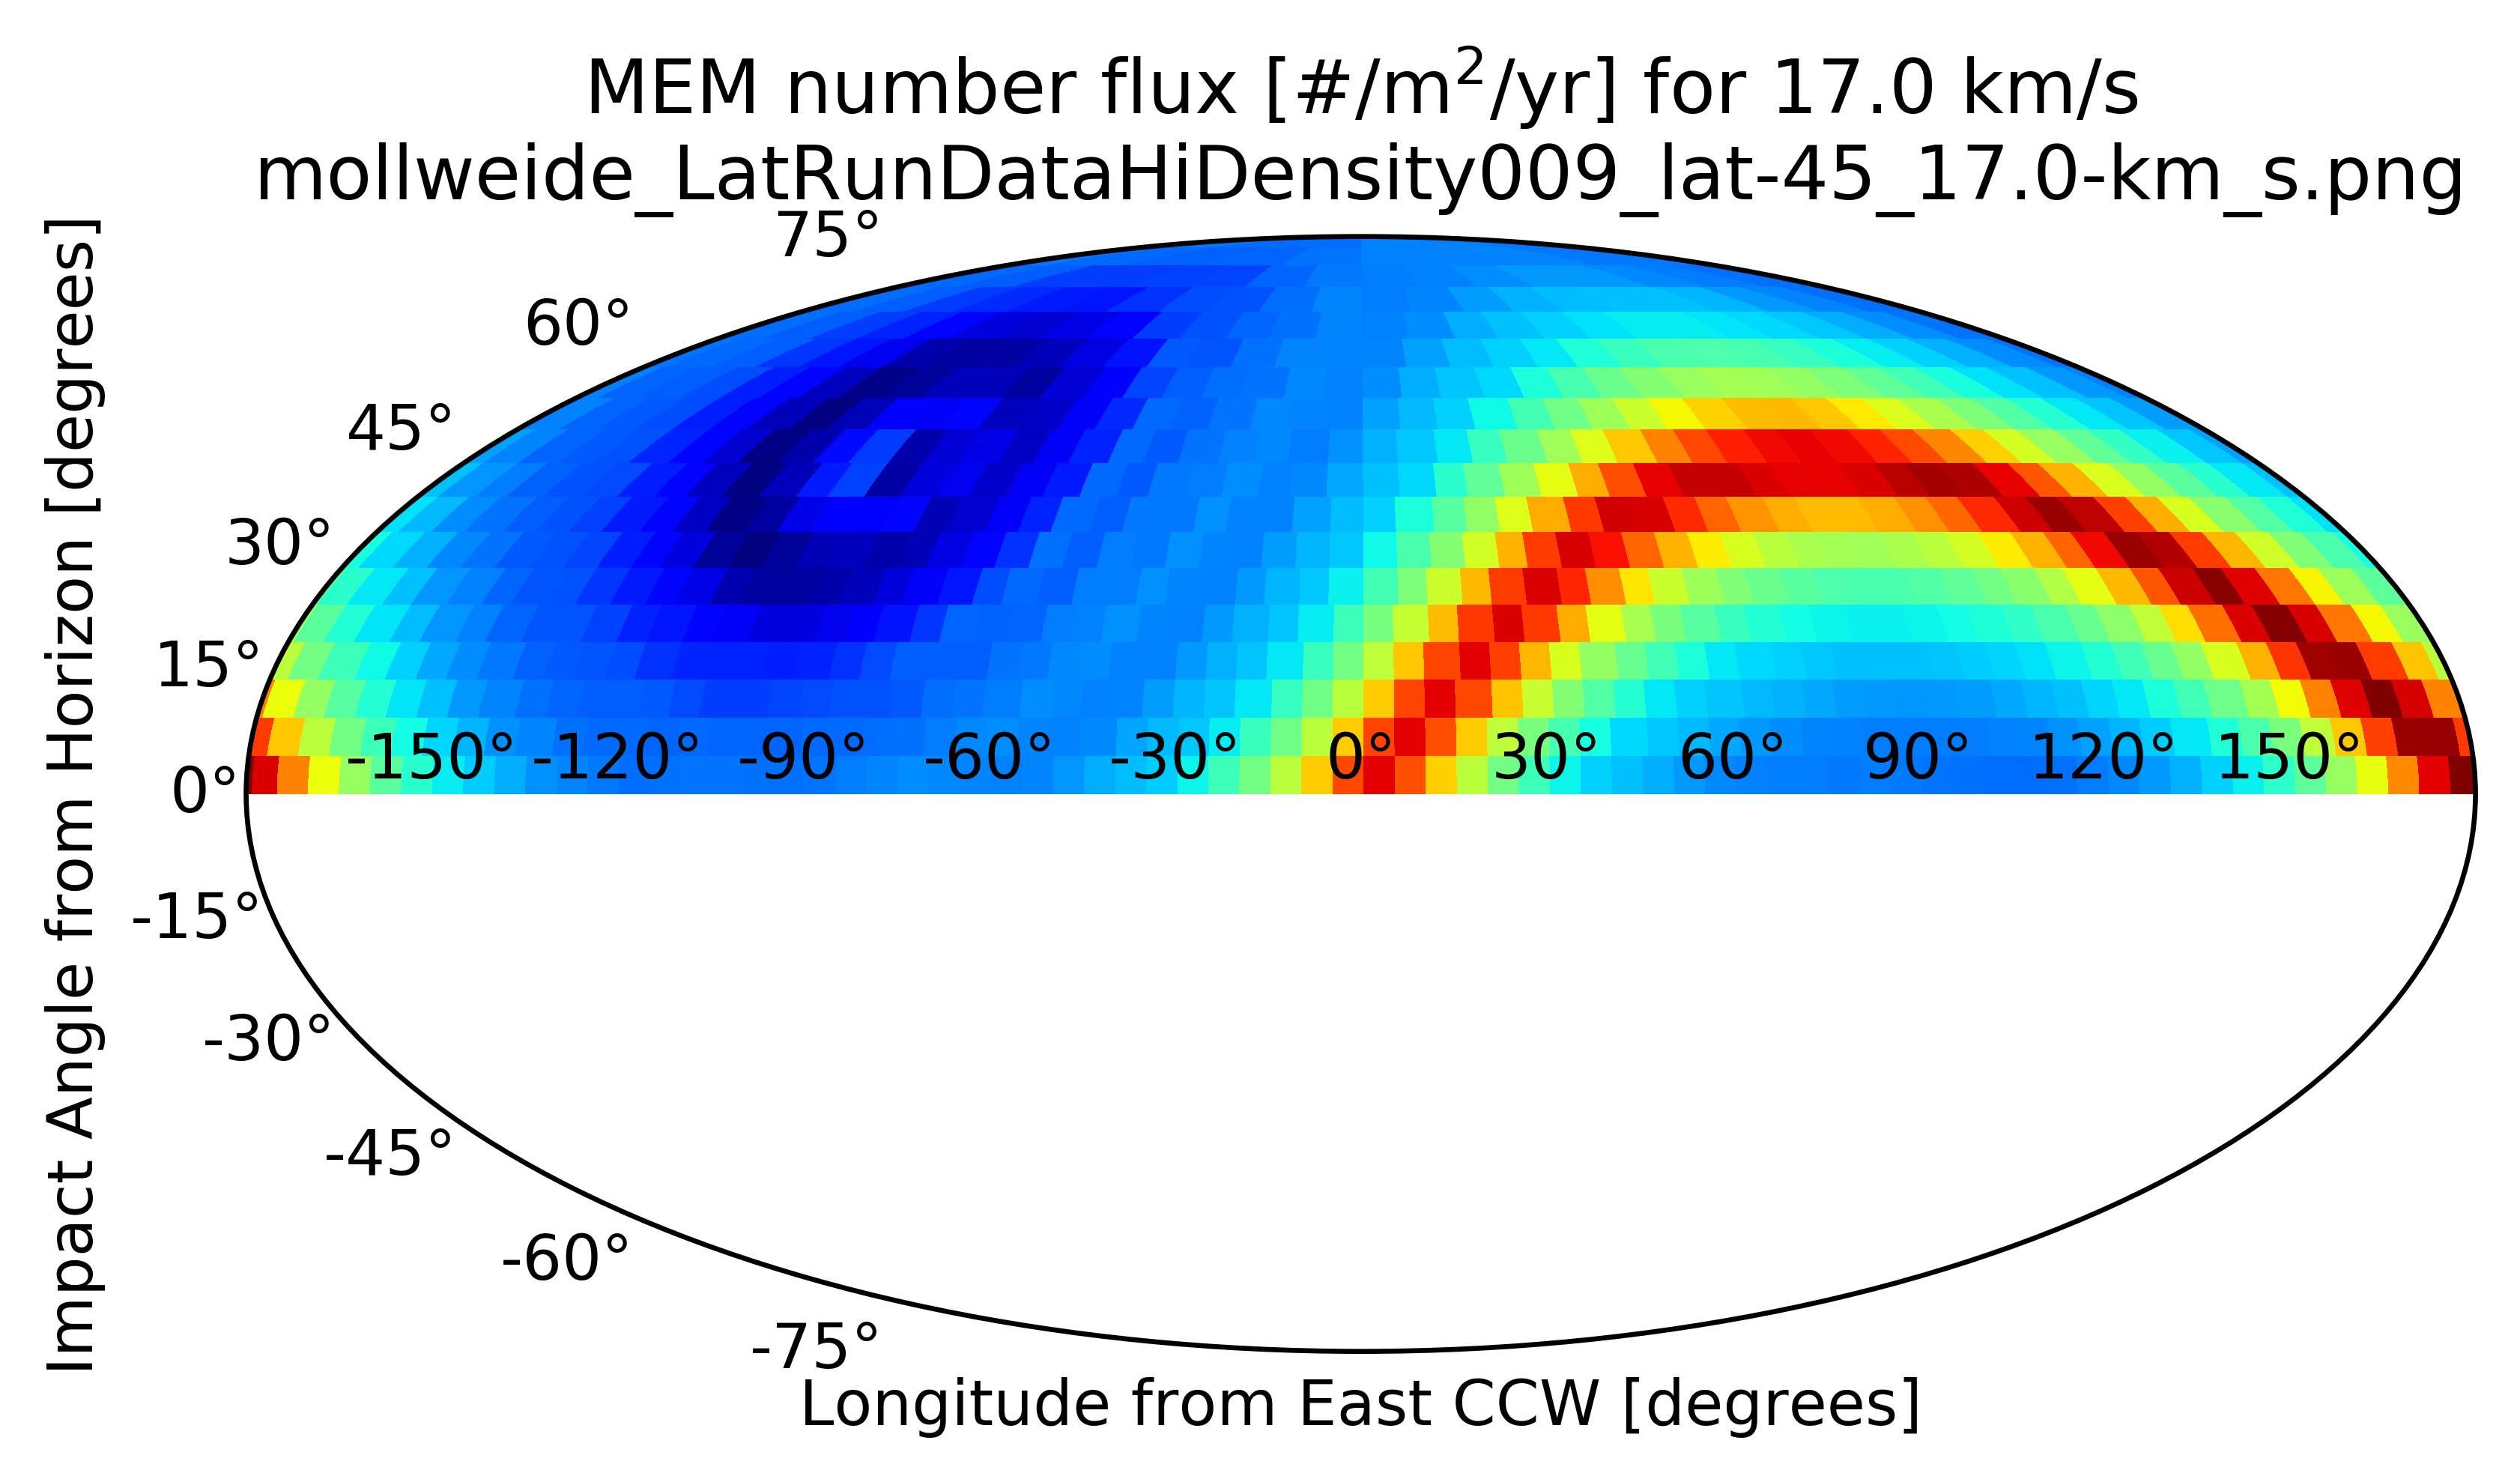 MEM number flux [#/m²/yr] for 17.0 km/s
mollweide_LatRunDataHiDensity009_lat-45_17.0-km_s.png
Impact Angle from Horizon [degrees]
75°
60°
45°
30°
15°
0°
-15°
-30°
-45°
-60°
-75°
-150° -120° -90° -60° -30° 0° 30° 60° 90° 120° 150°
Longitude from East CCW [degrees]